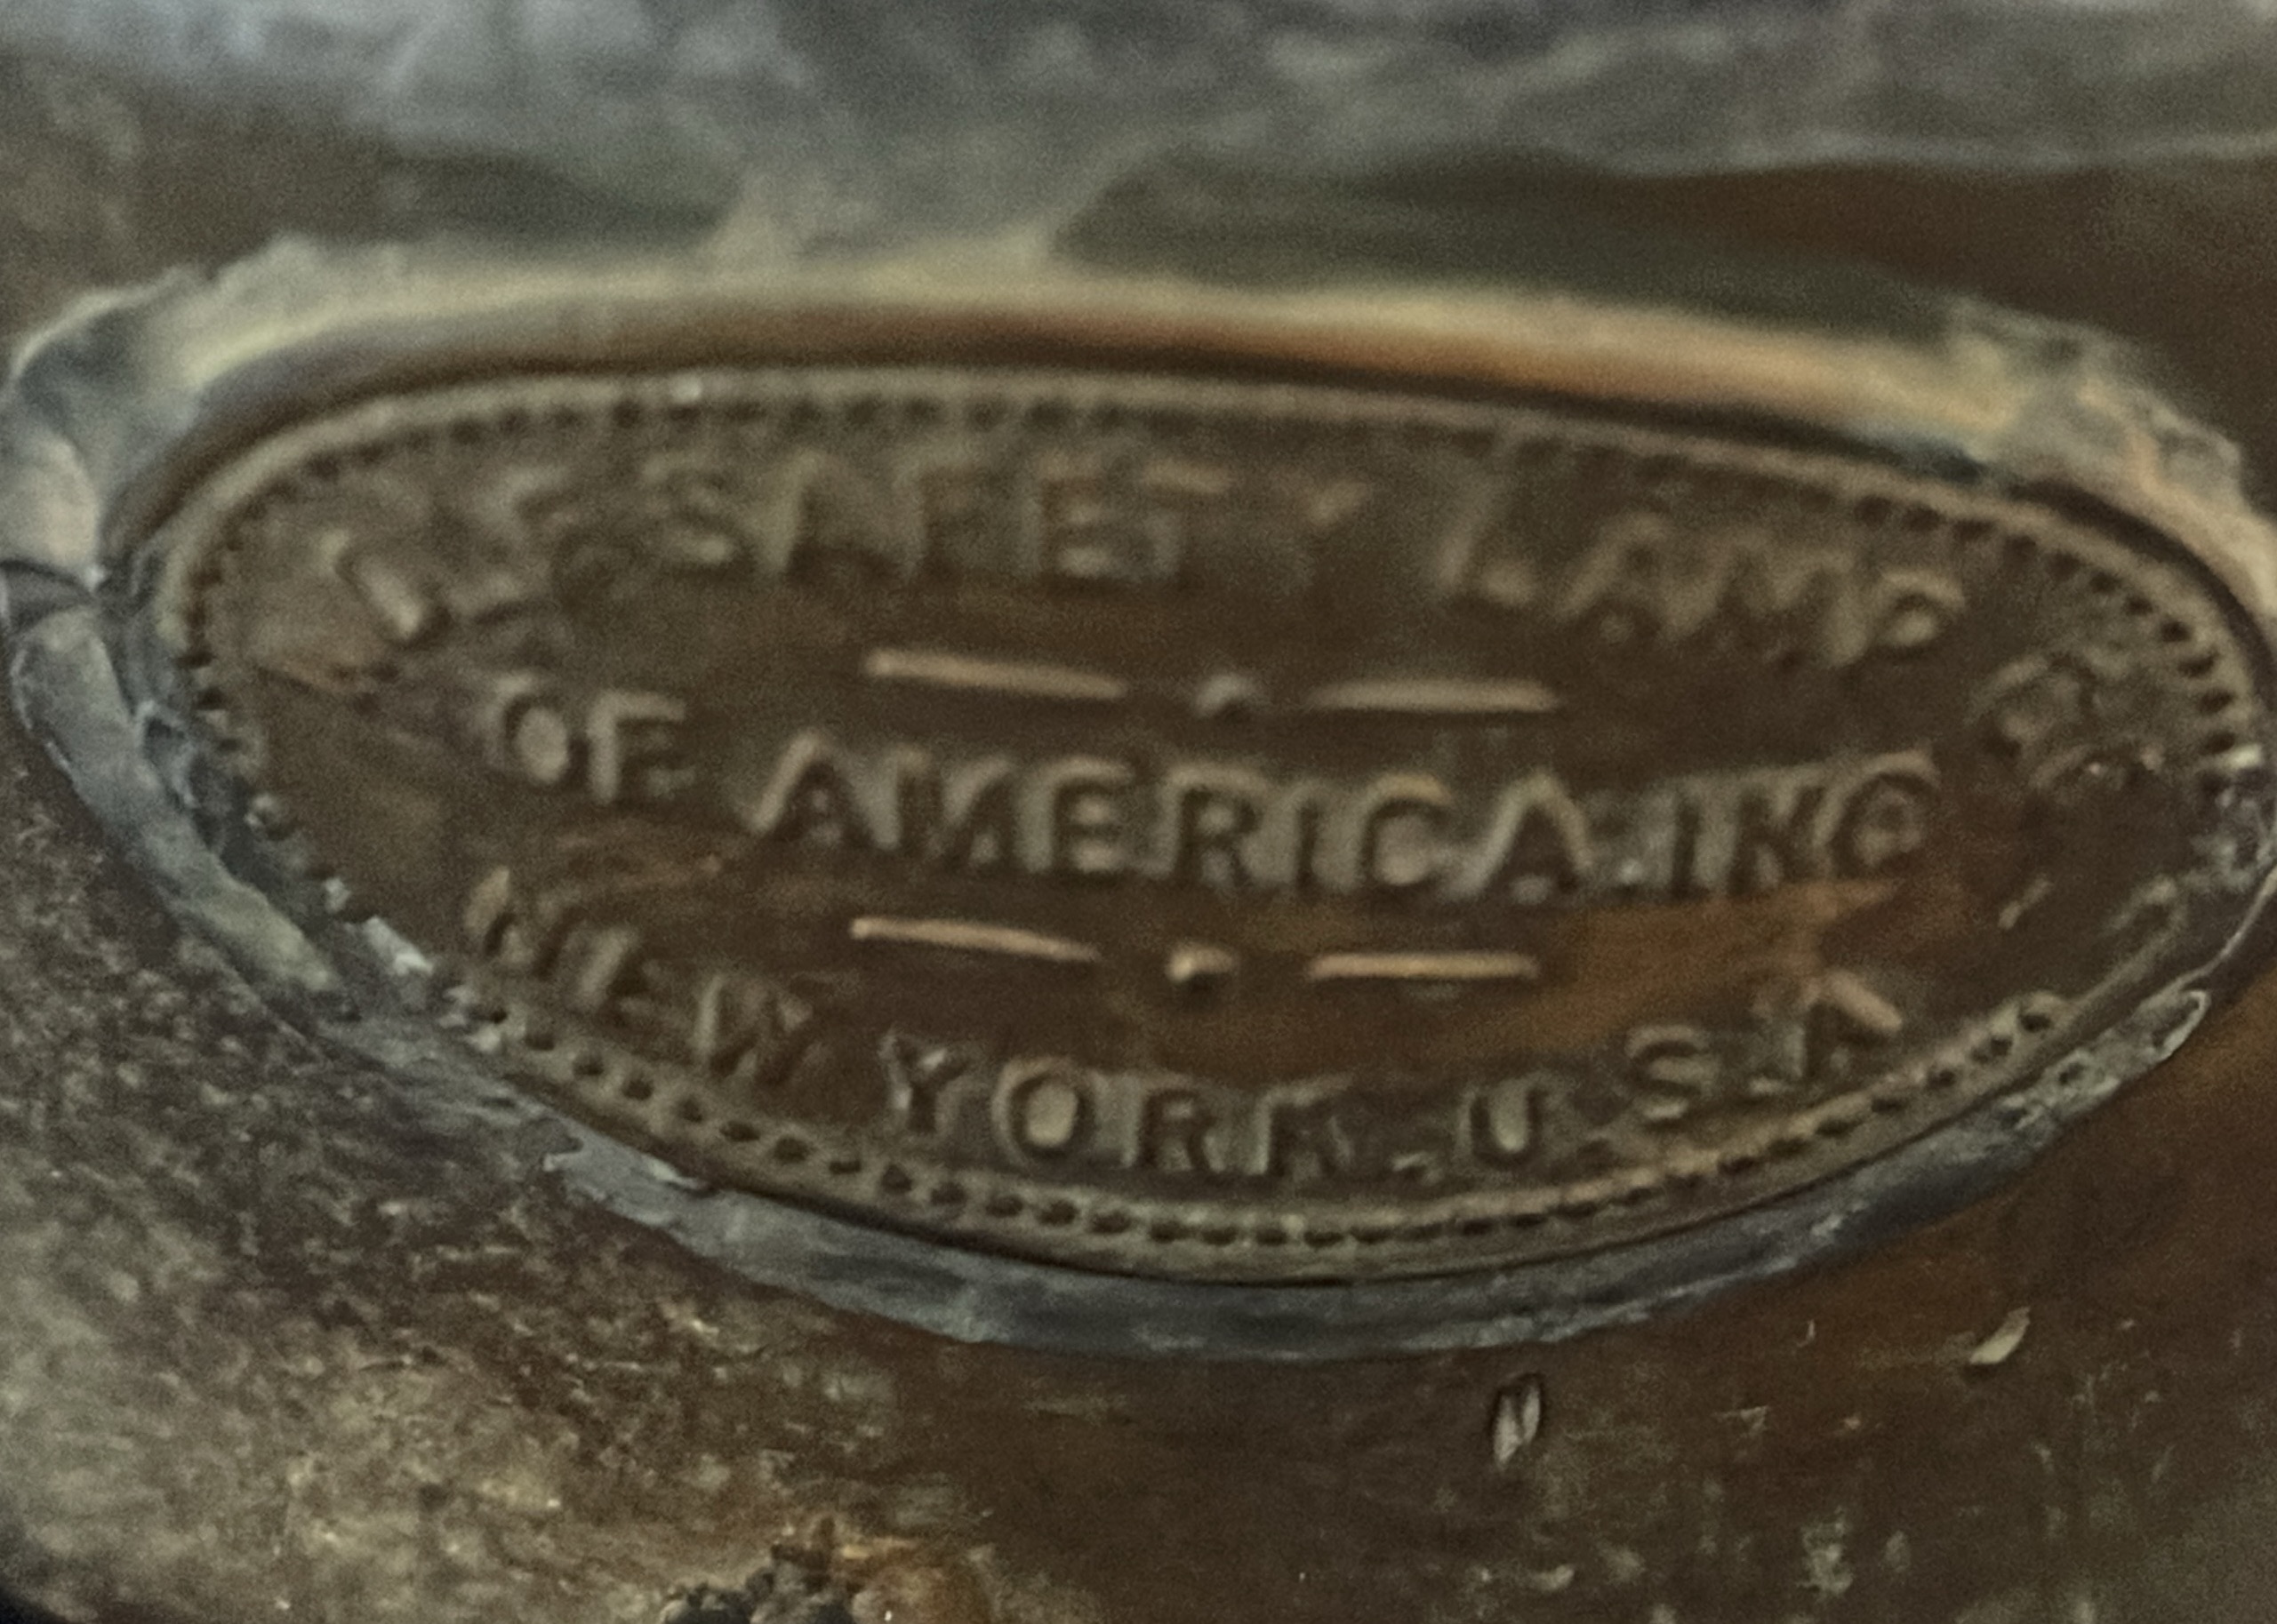 SAFETY LAMP
OF AMERICA.INC
NEW YORK.U.S.A